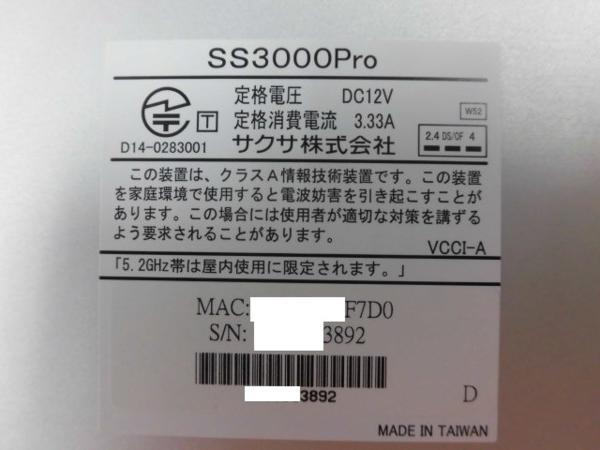 SS3000Pro
定格電圧 DC12V
定格消費電流 3.33A
サクサ株式会社
T
D14-0283001
W52
2.4 DS/OF 4
この装置は、クラスA情報技術装置です。この装置
を家庭環境で使用すると電波妨害を引き起こすことが
あります。この場合には使用者が適切な対策を講ずる
よう要求されることがあります。
VCCI-A
「5.2GHz帯は屋内使用に限定されます。」
MAC: F7D0
S/N: 3892
3892
D
MADE IN TAIWAN